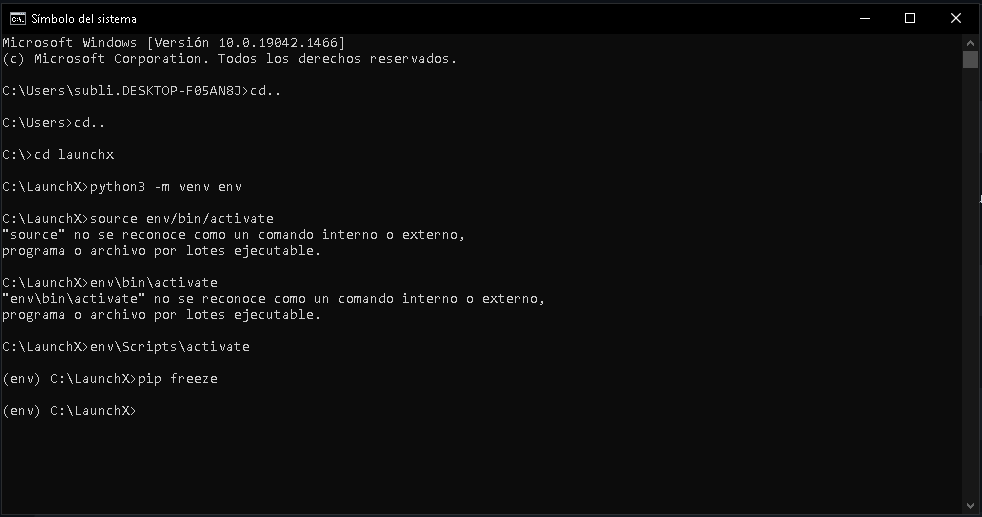 Símbolo del sistema
Microsoft Windows [Versión 10.0.19042.1466]
(c) Microsoft Corporation. Todos los derechos reservados.
C:\Users\subli.DESKTOP-F05AN8J>cd..
C:\Users>cd..
C:\>cd launchx
C:\LaunchX>python3 -m venv env
C:\LaunchX>source env/bin/activate
"source" no se reconoce como un comando interno o externo,
programa o archivo por lotes ejecutable.
C:\LaunchX>env\bin\activate
"env\bin\activate" no se reconoce como un comando interno o externo,
programa o archivo por lotes ejecutable.
C:\LaunchX>env\Scripts\activate
(env) C:\LaunchX>pip freeze
(env) C:\LaunchX>